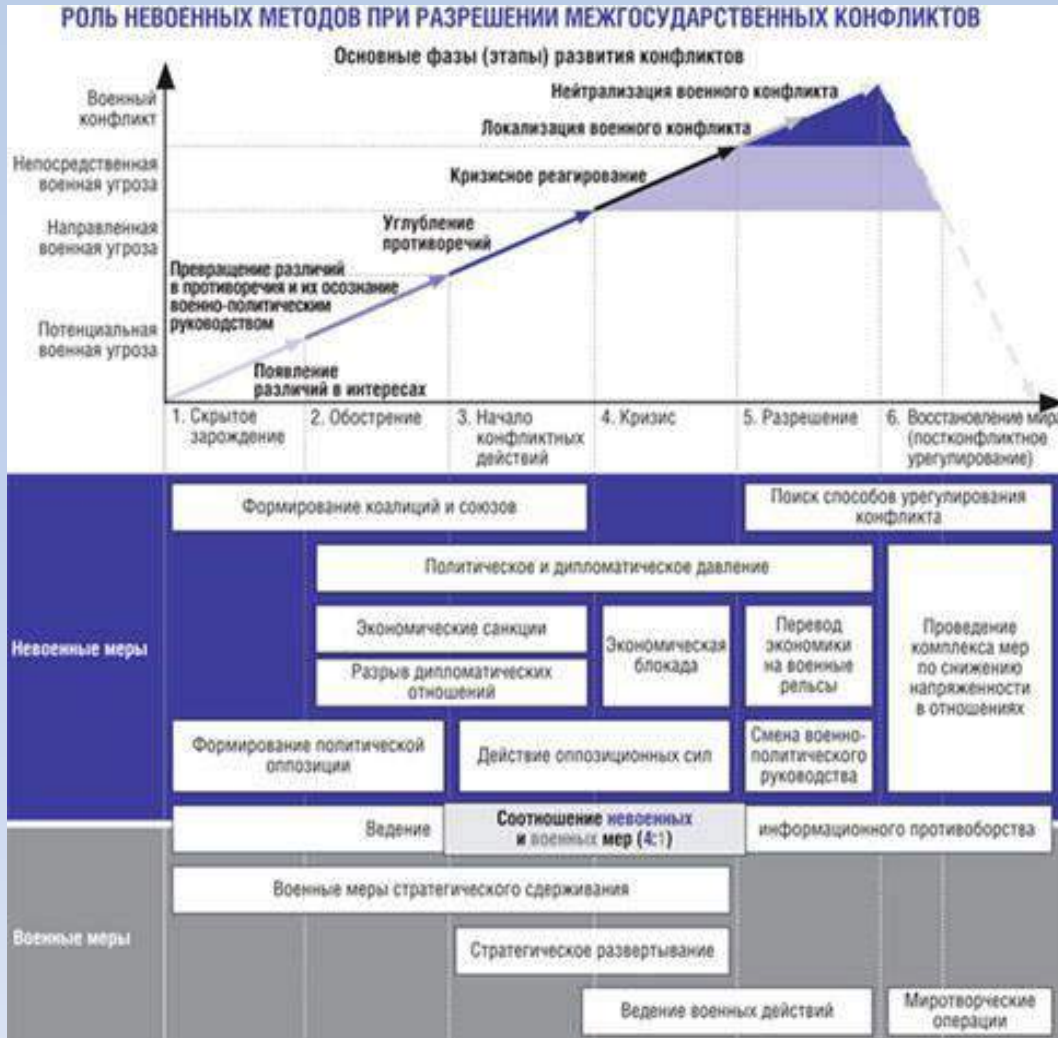 РОЛЬ НЕВОЕННЫХ МЕТОДОВ ПРИ РАЗРЕШЕНИИ МЕЖГОСУДАРСТВЕННЫХ КОНФЛИКТОВ
Основные фазы (этапы) развития конфликтов
Военный
конфликт
Непосредственная
военная угроза
Направленная
военная угроза
Потенциальная
военная угроза
Нейтрализация военного конфликта
Локализация военного конфликта
Кризисное реагирование
Углубление
противоречий
Превращение различий
в противоречия и их осознание
военно-политическим
руководством
Появление
различий в интересах
1. Скрытое
зарождение
2. Обострение
3. Начало
конфликтных
действий
4. Кризис
5. Разрешение
6. Восстановление мира
(постконфликтное
урегулирование)
Невоенные меры
Формирование коалиций и союзов
Поиск способов урегулирования
конфликта
Политическое и дипломатическое давление
Экономические санкции
Разрыв дипломатических
отношений
Экономическая
блокада
Перевод
экономики
на военные
рельсы
Проведение
комплекса мер
по снижению
напряженности
в отношениях
Формирование политической
оппозиции
Действие оппозиционных сил
Смена военно-
политического
руководства
Ведение
Соотношение невоенных
и военных мер (4:1)
информационного противоборства
Военные меры
Военные меры стратегического сдерживания
Стратегическое развертывание
Ведение военных действий
Миротворческие
операции